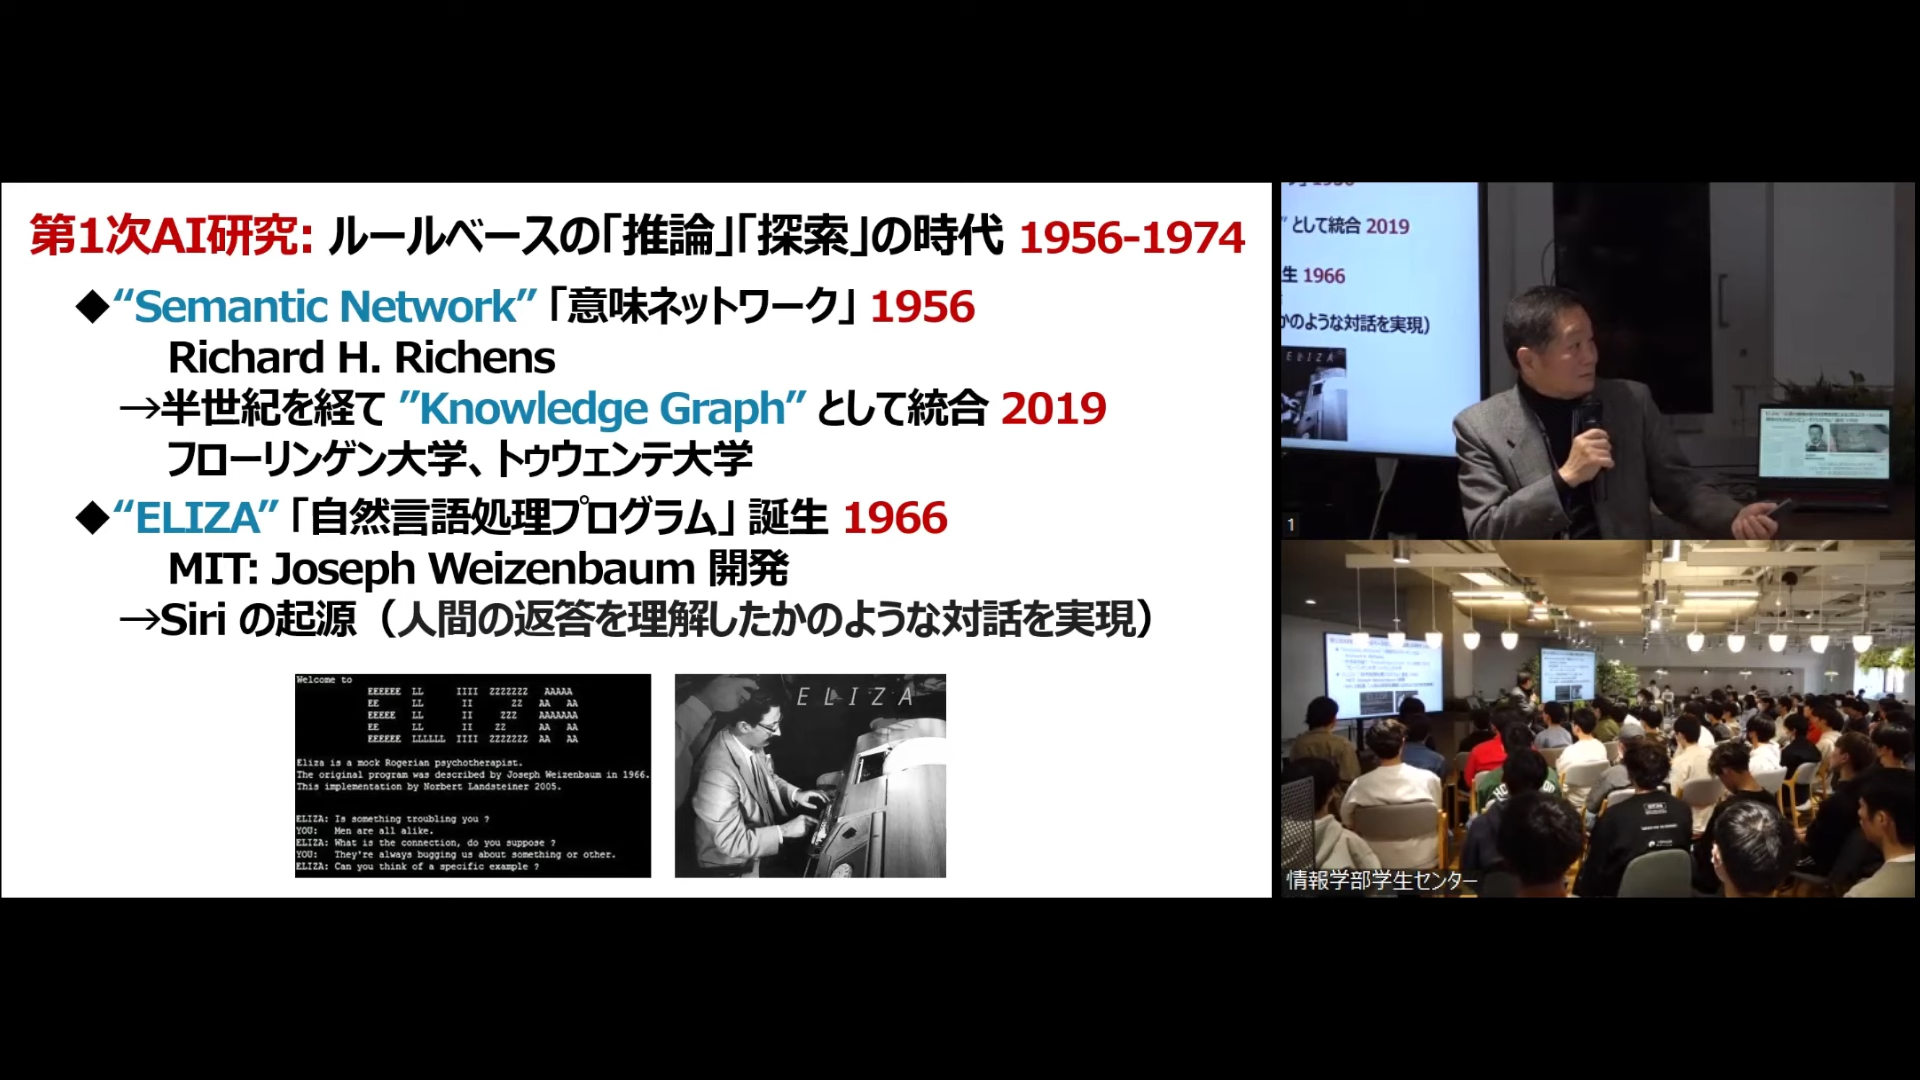 第1次AI研究: ルールベースの「推論」「探索」の時代 1956-1974
◆“Semantic Network”「意味ネットワーク」 1956
Richard H. Richens
→半世紀を経て ”Knowledge Graph” として統合 2019
フローリンゲン大学、トゥウェンテ大学
◆“ELIZA”「自然言語処理プログラム」 誕生 1966
MIT: Joseph Weizenbaum 開発
→Siri の起源（人間の返答を理解したかのような対話を実現）
Welcome to
EEEEEE LL IIII ZZZZZZZ AAAAA
EE LL II ZZ AA AA
EEEEE LL II ZZZ AAAAAAA
EE LL II ZZ AA AA
EEEEEE LLLLLL IIII ZZZZZZZ AA AA
Eliza is a mock Rogerian psychotherapist.
The original program was described by Joseph Weizenbaum in 1966.
This implementation by Norbert Landsteiner 2005.
ELIZA: Is something troubling you ?
YOU: Men are all alike.
ELIZA: What is the connection, do you suppose ?
YOU: They're always bugging us about something or other.
ELIZA: Can you think of a specific example ?
ELIZA
” として統合 2019
生 1966
かのような対話を実現）
ELIZA
1
情報学部学生センター